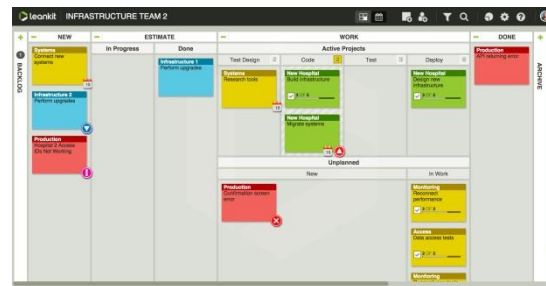 leankit INFRASTRUCTURE TEAM 2
BACKLOG
NEW
ESTIMATE
WORK
DONE
ARCHIVE
In Progress
Done
Active Projects
Test Design
Code
Test
Deploy
Systems
Connect new
systems
Infrastructure 2
Perform upgrades
Production
Hospital 2 Access
IDs Not Working
Infrastructure 1
Perform upgrades
Systems
Research tools
New Hospital
Build infrastructure
New Hospital
Migrate systems
New Hospital
Design new
infrastructure
Production
API returning error
Unplanned
New
In Work
Production
Confirmation screen
error
Monitoring
Reconnect
performance
Access
Data access tests
Monitoring